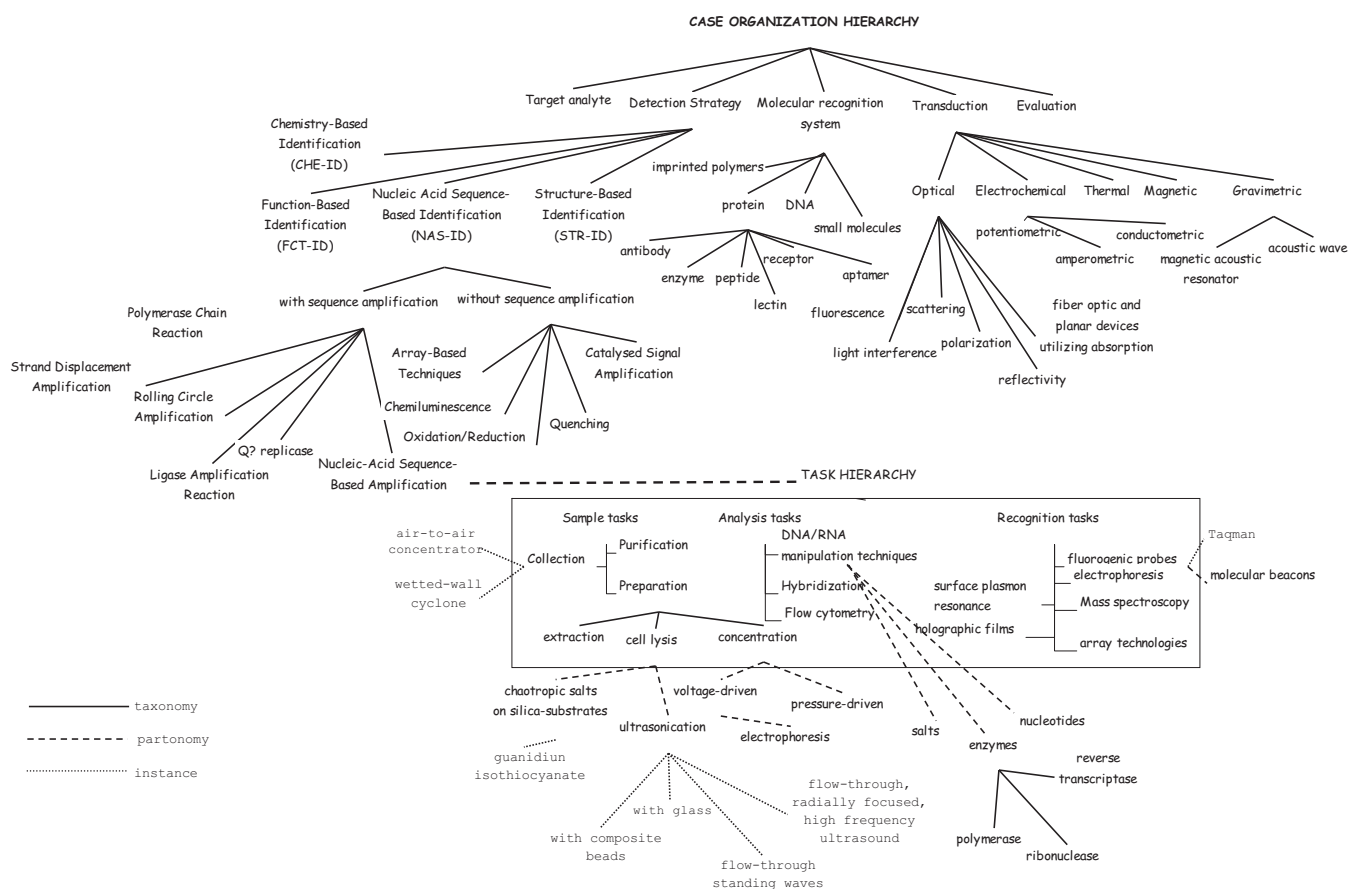 CASE ORGANIZATION HIERARCHY
Target analyte
Detection Strategy
Molecular recognition
system
Transduction
Evaluation
Chemistry-Based
Identification
(CHE-ID)
Function-Based
Identification
(FCT-ID)
Nucleic Acid Sequence-
Based Identification
(NAS-ID)
Structure-Based
Identification
(STR-ID)
imprinted polymers
protein
DNA
small molecules
antibody
enzyme
peptide
receptor
lectin
aptamer
Optical
Electrochemical
Thermal
Magnetic
Gravimetric
potentiometric
conductometric
amperometric
magnetic acoustic
resonator
acoustic wave
fluorescence
scattering
light interference
polarization
reflectivity
fiber optic and
planar devices
utilizing absorption
with sequence amplification
without sequence amplification
Polymerase Chain
Reaction
Strand Displacement
Amplification
Rolling Circle
Amplification
Q? replicase
Ligase Amplification
Reaction
Nucleic-Acid Sequence-
Based Amplification
Array-Based
Techniques
Chemiluminescence
Oxidation/Reduction
Quenching
Catalysed Signal
Amplification
TASK HIERARCHY
Sample tasks
Analysis tasks
Recognition tasks
air-to-air
concentrator
wetted-wall
cyclone
Collection
Purification
Preparation
extraction
cell lysis
concentration
DNA/RNA
manipulation techniques
Hybridization
Flow cytometry
surface plasmon
resonance
holographic films
fluorogenic probes
electrophoresis
Mass spectroscopy
array technologies
Taqman
molecular beacons
chaotropic salts
on silica-substrates
guanidiun
isothiocyanate
ultrasonication
voltage-driven
pressure-driven
electrophoresis
salts
enzymes
nucleotides
reverse
transcriptase
polymerase
ribonuclease
with composite
beads
with glass
flow-through
standing waves
flow-through,
radially focused,
high frequency
ultrasound
taxonomy
partonomy
instance